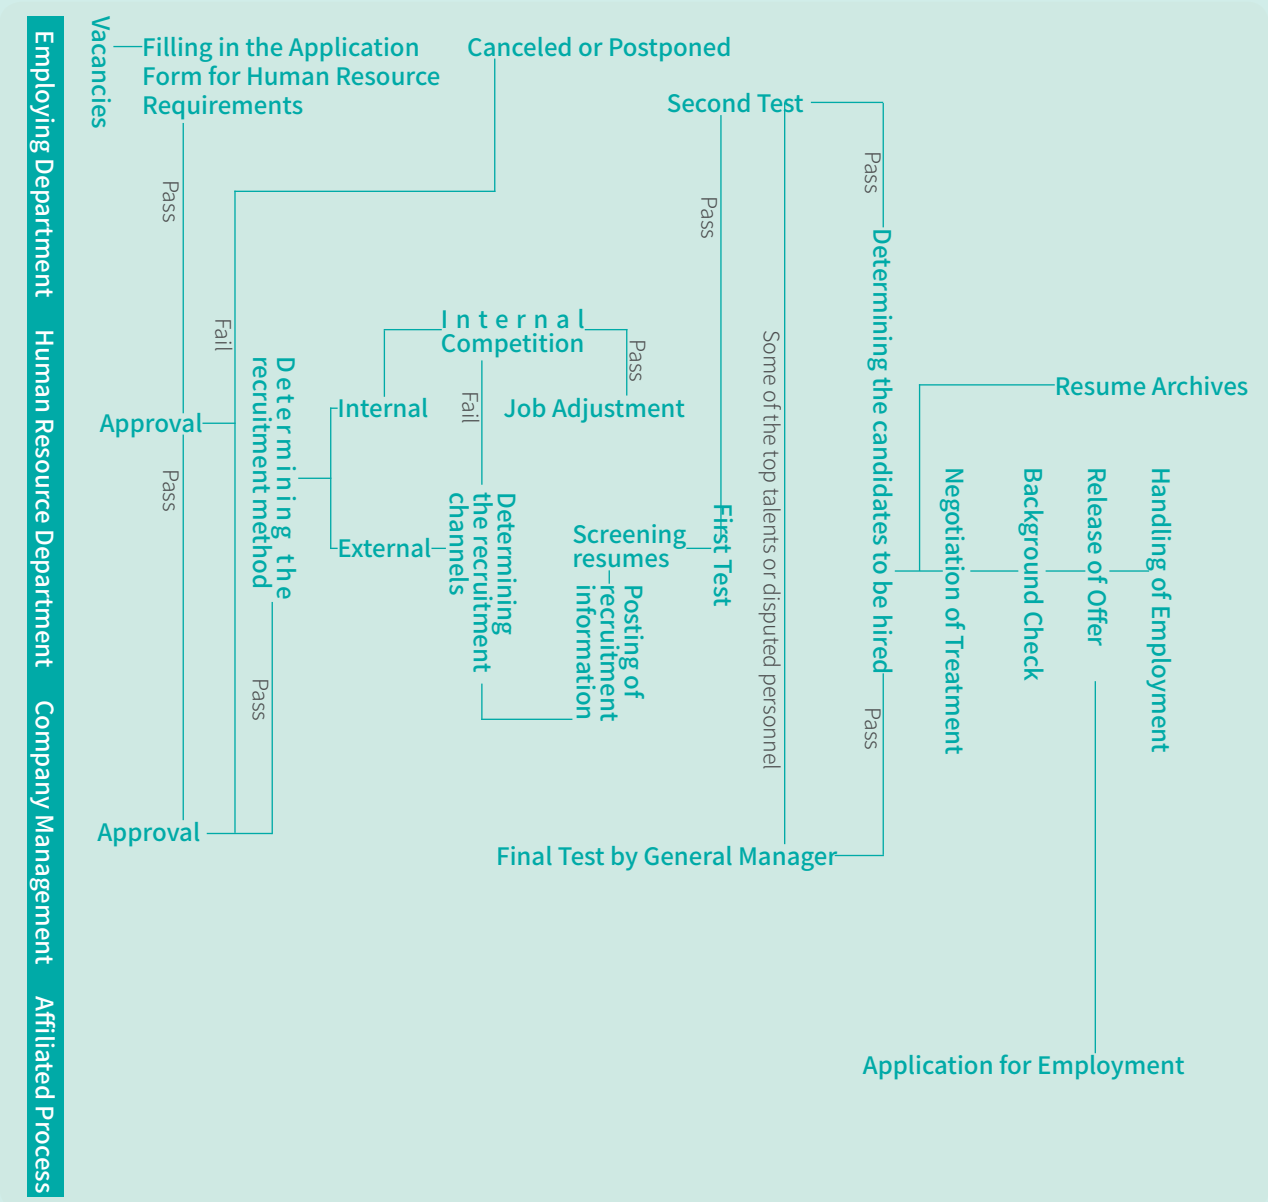 Employing Department
Human Resource Department
Company Management
Affiliated Process
Vacancies
Filling in the Application
Form for Human Resource
Requirements
Canceled or Postponed
Second Test
Pass
Pass
Pass
Fail
Approval
Pass
Determining the
recruitment method
Pass
Approval
Internal
External
Internal
Competition
Pass
Fail
Job Adjustment
Determining
the recruitment
channels
Screening
resumes
Posting of
recruitment
information
First Test
Some of the top talents or disputed personnel
Determining the candidates to be hired
Pass
Final Test by General Manager
Resume Archives
Negotiation of Treatment
Background Check
Release of Offer
Handling of Employment
Application for Employment